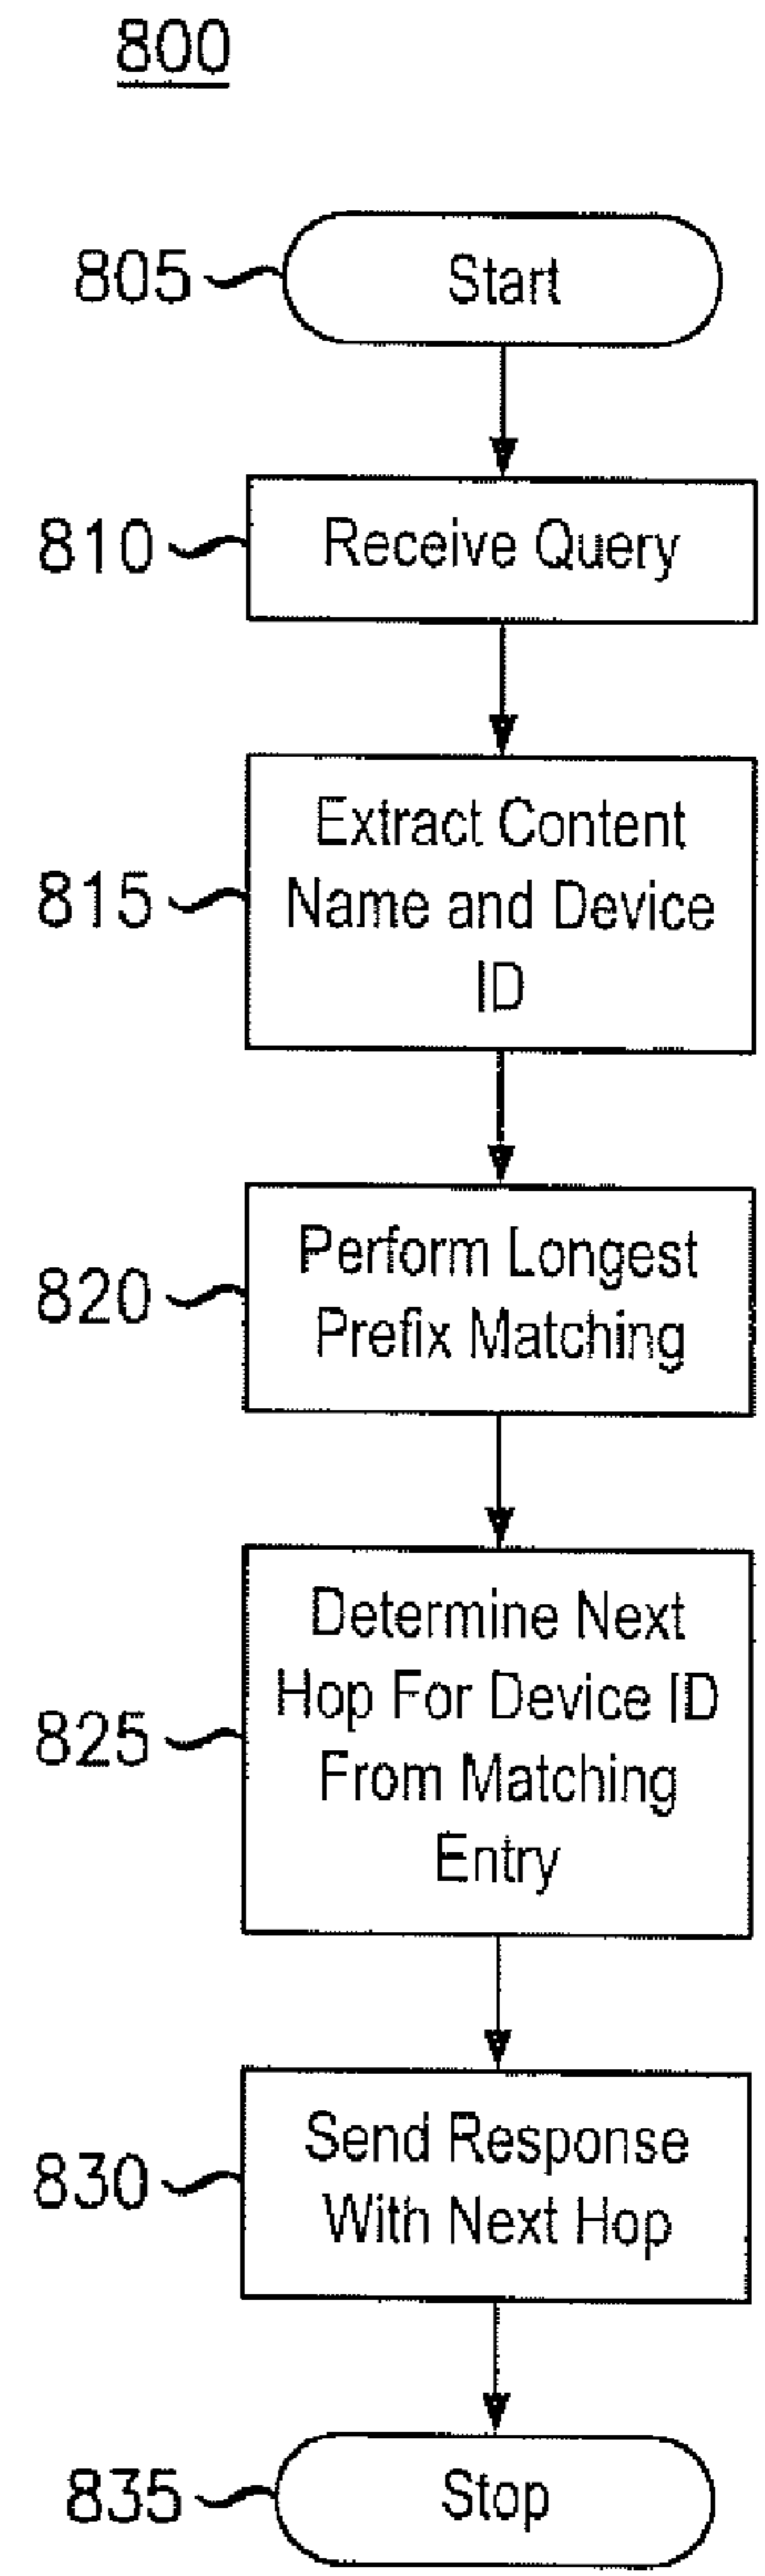 800
805
Start
810
Receive Query
815
Extract Content
Name and Device
ID
820
Perform Longest
Prefix Matching
825
Determine Next
Hop For Device ID
From Matching
Entry
830
Send Response
With Next Hop
835
Stop